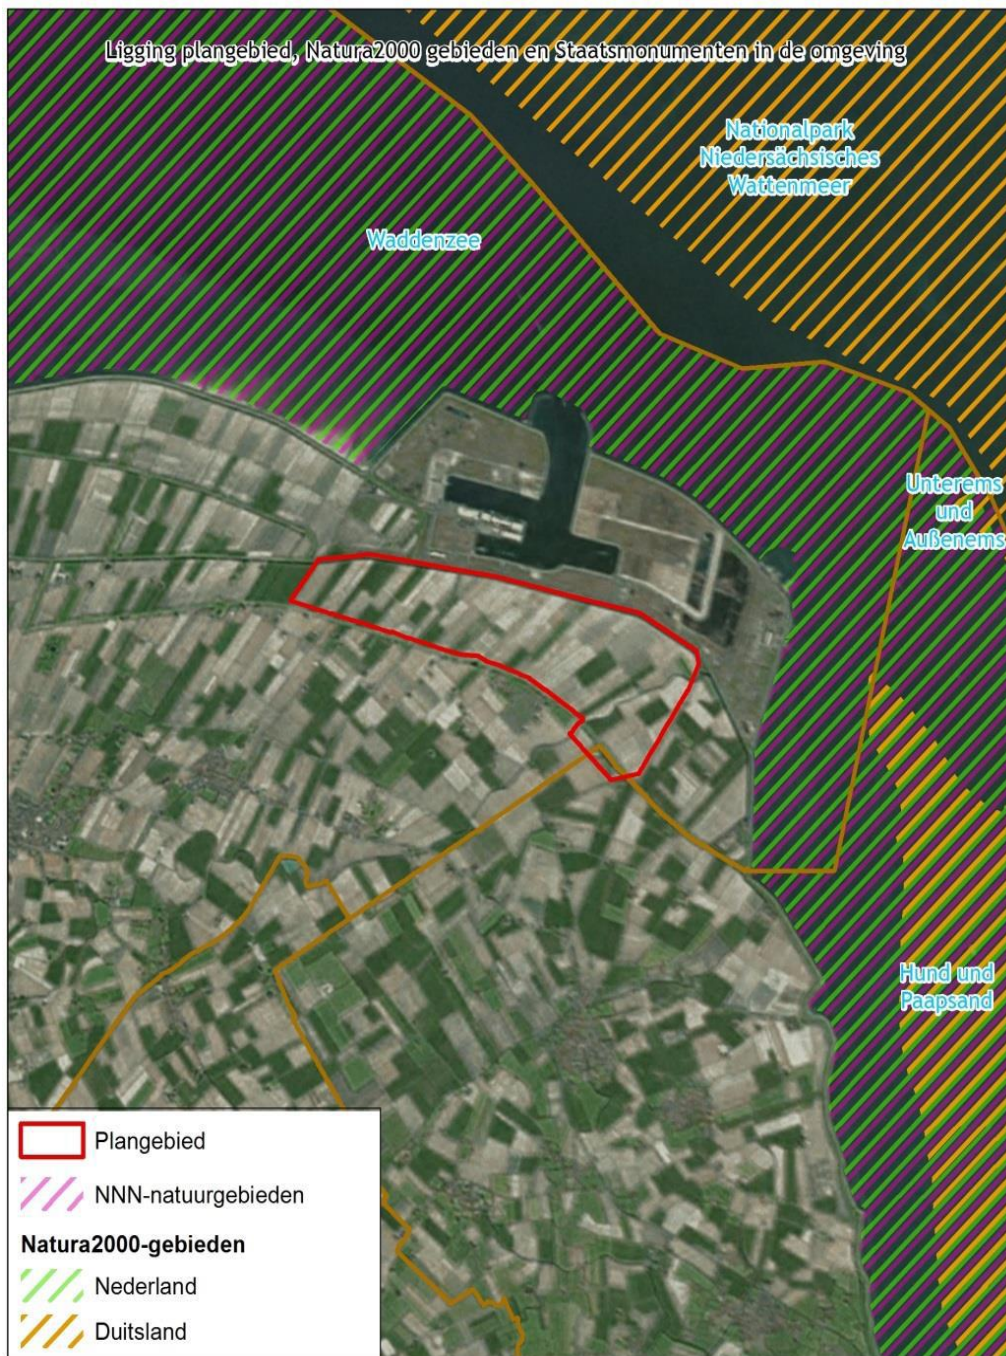 Ligging plangebied, Natura2000 gebieden en Staatsmonumenten in de omgeving
Nationalpark
Niedersächsisches
Wattenmeer
Waddenzee
Unterems
und
Außenems
Hund und
Paapsand
Plangebied
NNN-natuurgebieden
Natura2000-gebieden
Nederland
Duitsland